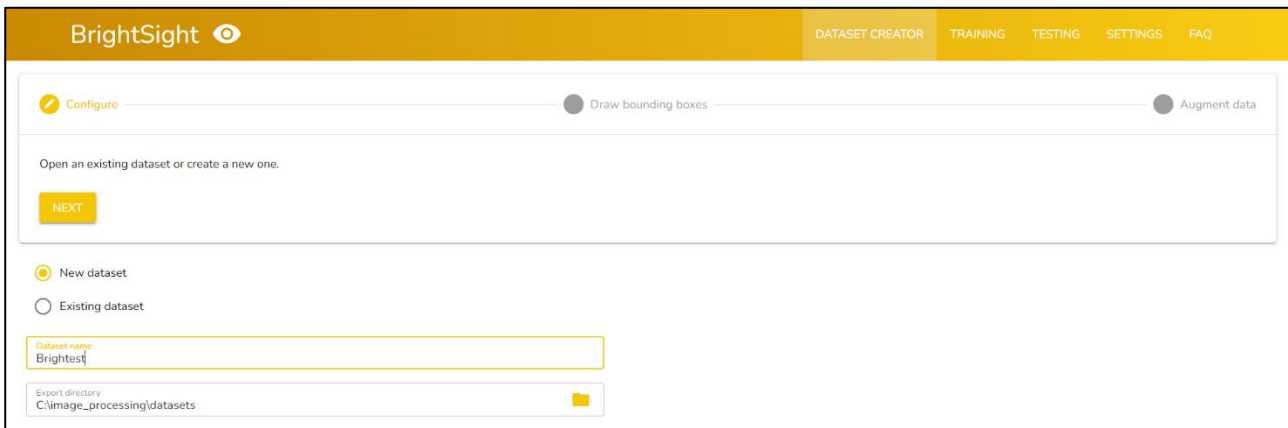 BrightSight
DATASET CREATOR TRAINING TESTING SETTINGS FAQ
Configure Draw bounding boxes Augment data
Open an existing dataset or create a new one.
NEXT
New dataset
Existing dataset
Dataset name
Brightest
Export directory
C:\image_processing\datasets